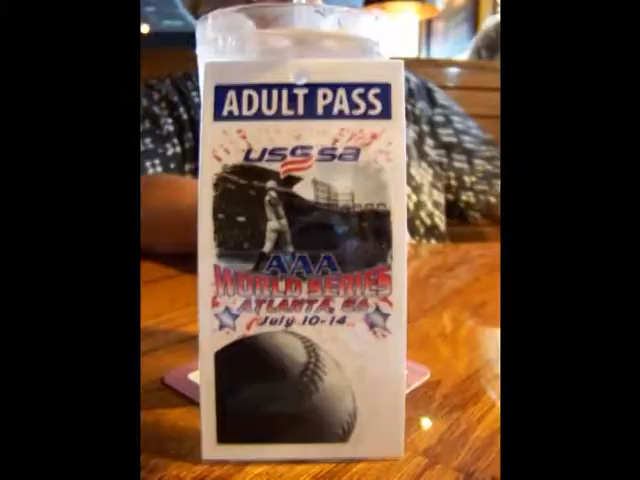 ADULT PASS
USSSA
AAA
WORLD SERIES
ATLANTA, GA
July 10-14